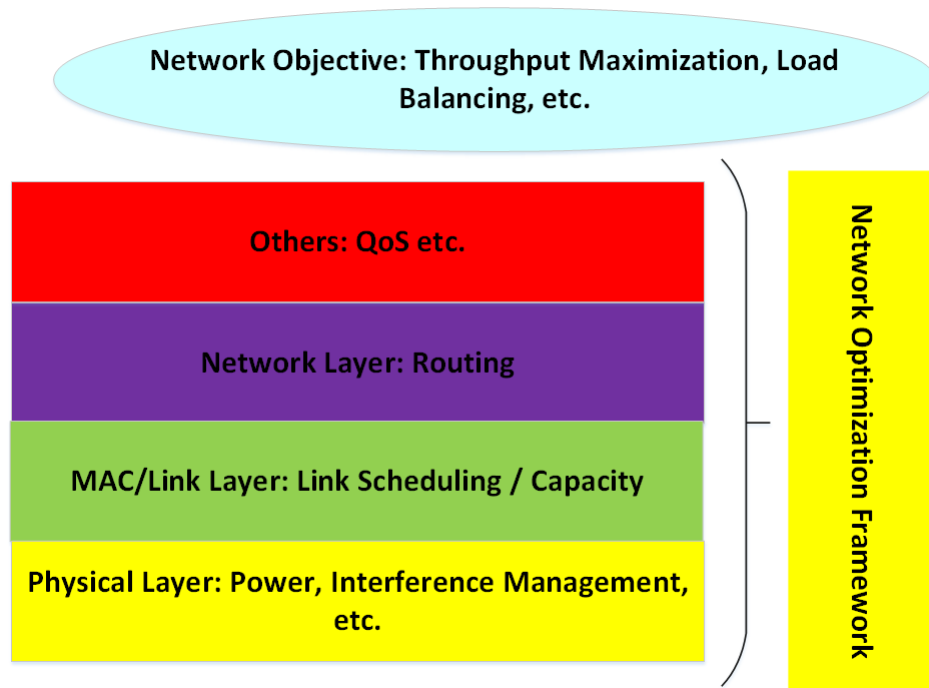 Network Objective: Throughput Maximization, Load
Balancing, etc.
Others: QoS etc.
Network Layer: Routing
MAC/Link Layer: Link Scheduling / Capacity
Physical Layer: Power, Interference Management,
etc.
Network Optimization Framework